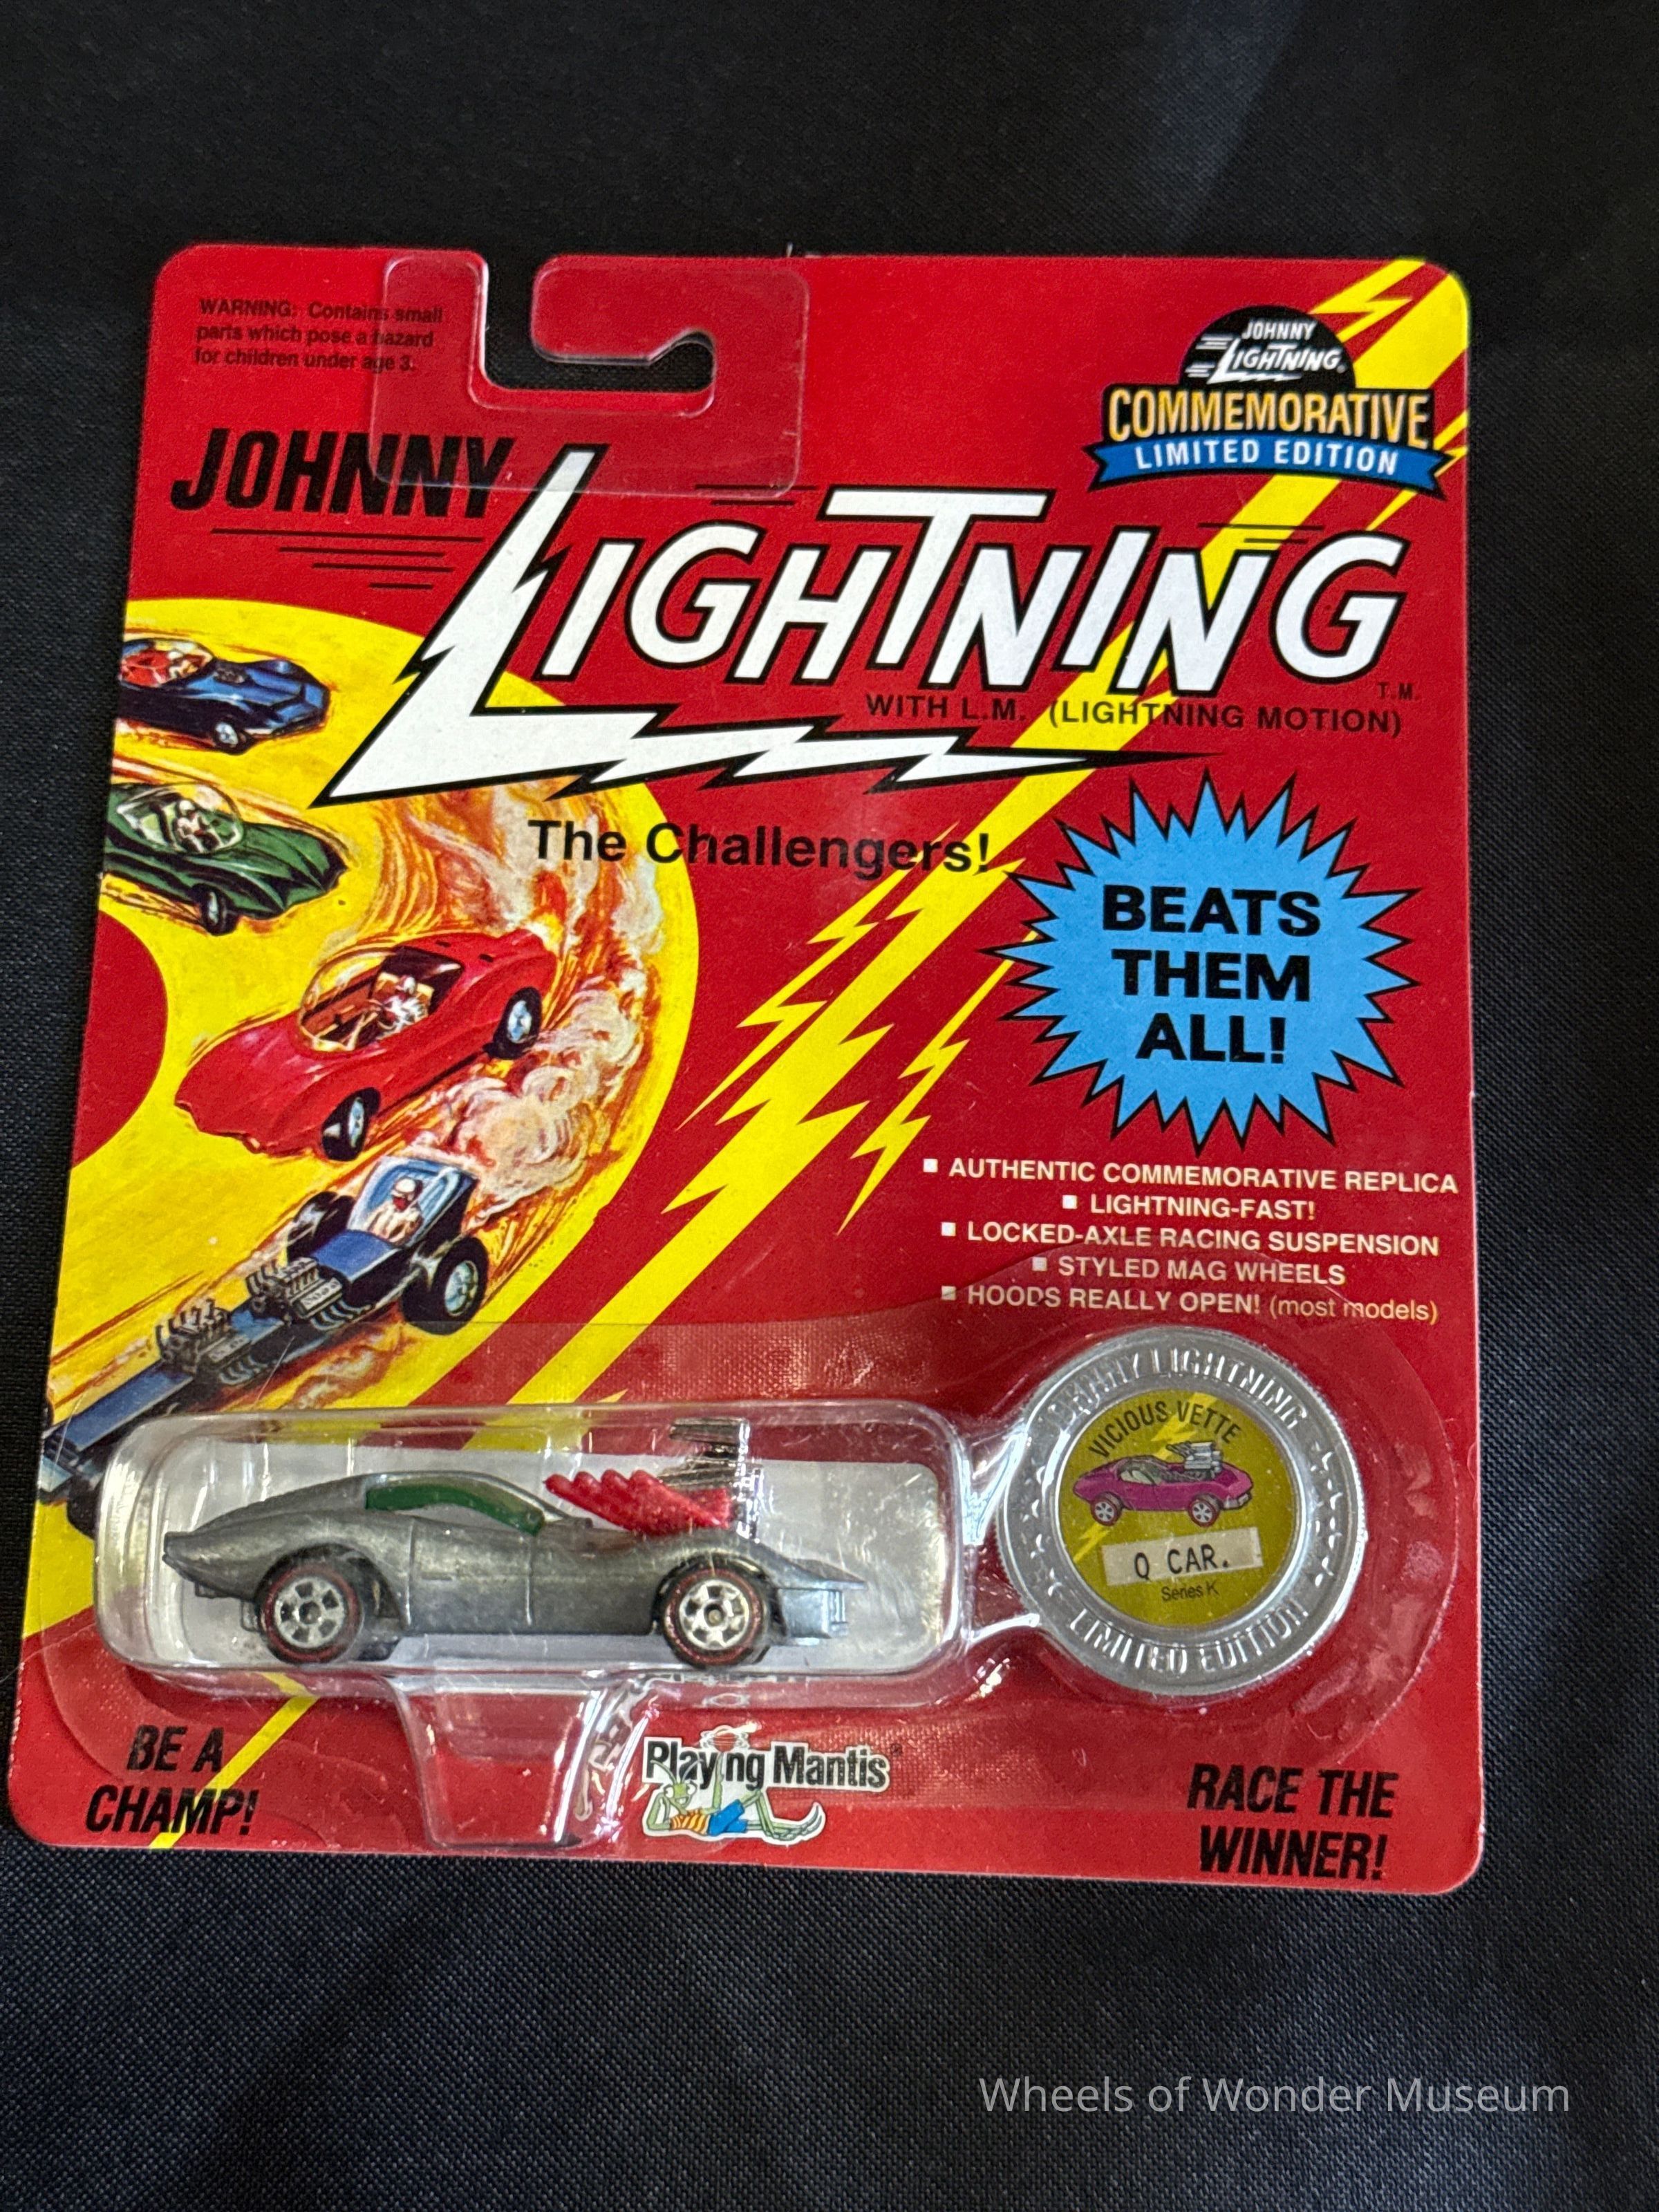 WARNING: Contains small
parts which pose a hazard
for children under age 3.
JOHNNY
LIGHTNING®
COMMEMORATIVE
LIMITED EDITION
JOHNNY
LIGHTNING
T.M.
WITH L.M. (LIGHTNING MOTION)
The Challengers!
BEATS
THEM
ALL!
▪ AUTHENTIC COMMEMORATIVE REPLICA
▪ LIGHTNING-FAST!
▪ LOCKED-AXLE RACING SUSPENSION
▪ STYLED MAG WHEELS
▪ HOODS REALLY OPEN! (most models)
JOHNNY LIGHTNING
VICIOUS VETTE
Q CAR.
Series K
LIMITED EDITION
BE A
CHAMP!
Playing Mantis®
RACE THE
WINNER!
Wheels of Wonder Museum